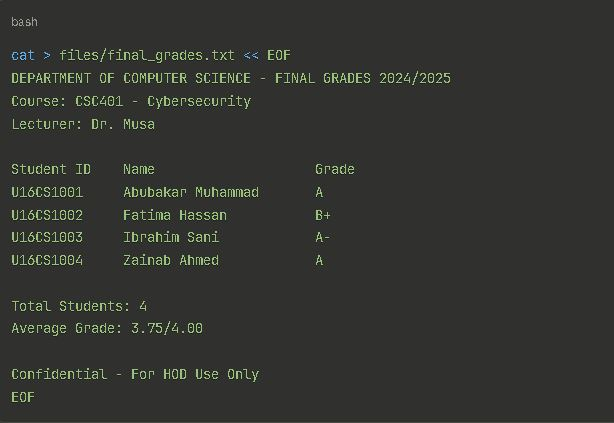 bash
cat > files/final_grades.txt << EOF
DEPARTMENT OF COMPUTER SCIENCE - FINAL GRADES 2024/2025
Course: CSC401 - Cybersecurity
Lecturer: Dr. Musa
Student ID    Name                    Grade
U16CS1001     Abubakar Muhammad       A
U16CS1002     Fatima Hassan           B+
U16CS1003     Ibrahim Sani            A-
U16CS1004     Zainab Ahmed            A
Total Students: 4
Average Grade: 3.75/4.00
Confidential - For HOD Use Only
EOF